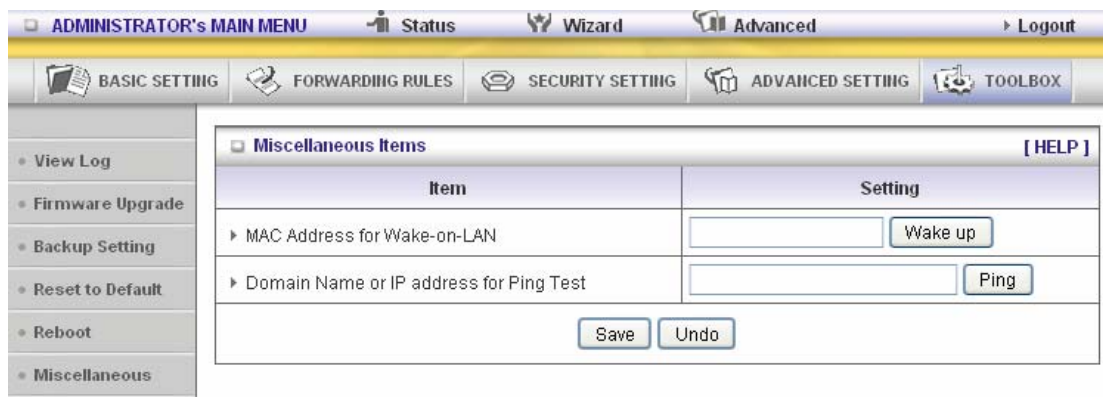 ADMINISTRATOR's MAIN MENU Status Wizard Advanced Logout
BASIC SETTING FORWARDING RULES SECURITY SETTING ADVANCED SETTING TOOLBOX
View Log
Firmware Upgrade
Backup Setting
Reset to Default
Reboot
Miscellaneous
Miscellaneous Items [ HELP ]
Item Setting
MAC Address for Wake-on-LAN Wake up
Domain Name or IP address for Ping Test Ping
Save Undo